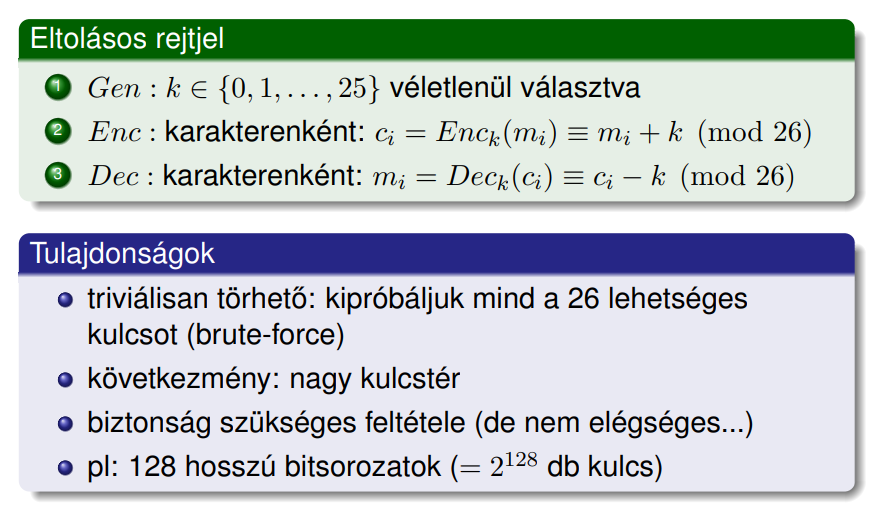 Eltolásos rejtjel
1 Gen : k ∈ {0, 1, . . . , 25} véletlenül választva
2 Enc : karakterenként: cᵢ = Encₖ(mᵢ) ≡ mᵢ + k (mod 26)
3 Dec : karakterenként: mᵢ = Decₖ(cᵢ) ≡ cᵢ − k (mod 26)
Tulajdonságok
triviálisan törhető: kipróbáljuk mind a 26 lehetséges
kulcsot (brute-force)
következmény: nagy kulcstér
biztonság szükséges feltétele (de nem elégséges...)
pl: 128 hosszú bitsorozatok (= 2¹²⁸ db kulcs)